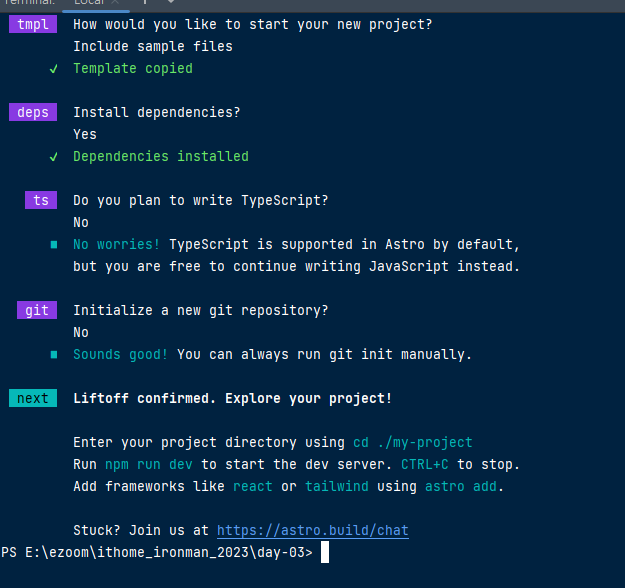 Terminal: Local
tmpl How would you like to start your new project?
Include sample files
✓ Template copied
deps Install dependencies?
Yes
✓ Dependencies installed
ts Do you plan to write TypeScript?
No
■ No worries! TypeScript is supported in Astro by default,
but you are free to continue writing JavaScript instead.
git Initialize a new git repository?
No
■ Sounds good! You can always run git init manually.
next Liftoff confirmed. Explore your project!
Enter your project directory using cd ./my-project
Run npm run dev to start the dev server. CTRL+C to stop.
Add frameworks like react or tailwind using astro add.
Stuck? Join us at https://astro.build/chat
PS E:\ezoom\ithome_ironman_2023\day-03>